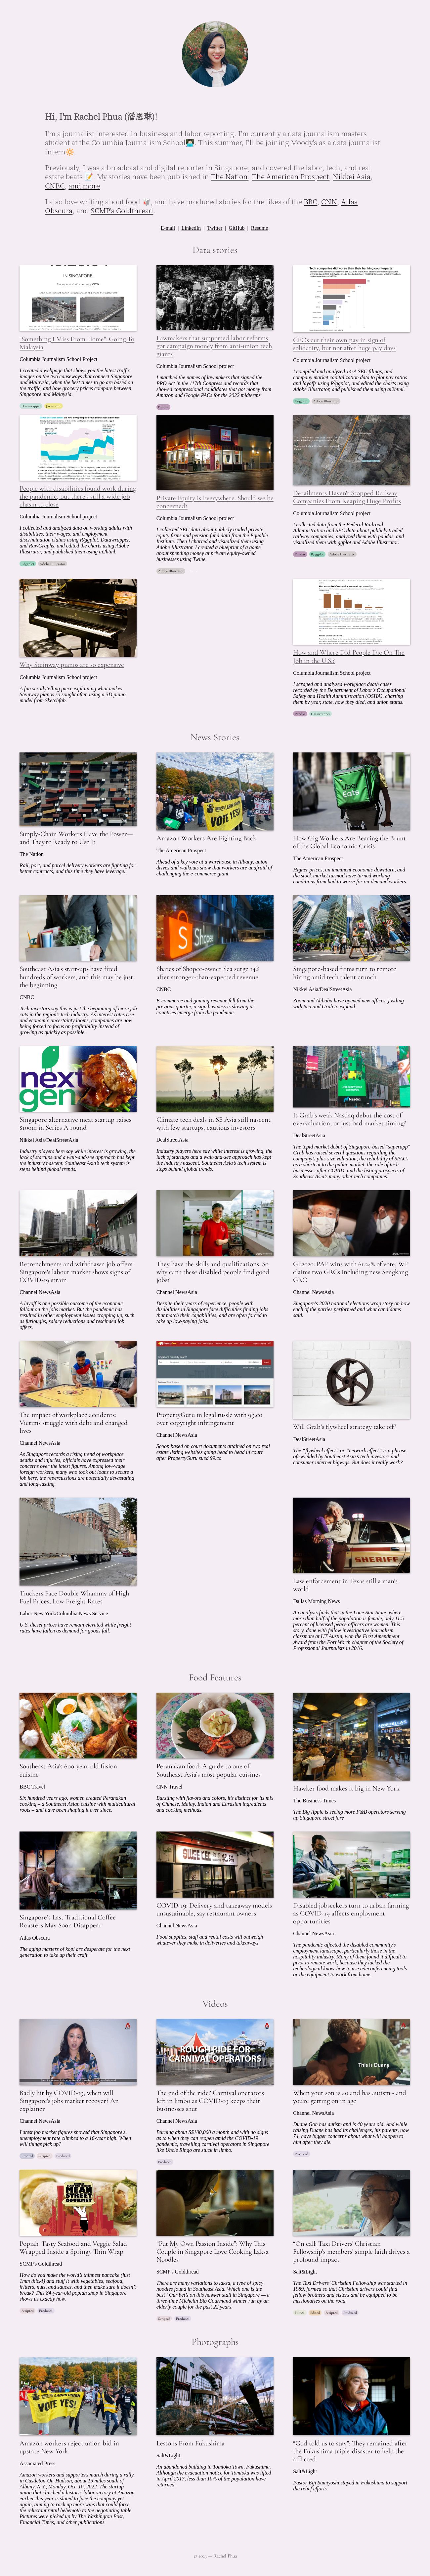 Hi, I'm Rachel Phua (潘恩琳)!
I'm a journalist interested in business and labor reporting. I'm currently a data journalism masters
student at the Columbia Journalism School👩🏻‍💻. This summer, I'll be joining Moody's as a data journalist
intern🔆.
Previously, I was a broadcast and digital reporter in Singapore, and covered the labor, tech, and real
estate beats 📝. My stories have been published in The Nation, The American Prospect, Nikkei Asia,
CNBC, and more.
I also love writing about food 🥡, and have produced stories for the likes of the BBC, CNN, Atlas
Obscura, and SCMP's Goldthread.
E-mail | LinkedIn | Twitter | GitHub | Resume
Data stories
IN SINGAPORE
"Something I Miss From Home": Going To
Malaysia
Columbia Journalism School Project
I created a webpage that shows you the latest traffic
images at the two causeways that connect Singapore
and Malaysia, when the best times to go are based on
the traffic, and how grocery prices compare between
Singapore and Malaysia.
Datawrapper Javascript
Lawmakers that supported labor reforms
got campaign money from anti-union tech
giants
Columbia Journalism School project
I matched the names of lawmakers that signed the
PRO Act in the 117th Congress and records that
showed congressional candidates that got money from
Amazon and Google PACs for the 2022 midterms.
Pandas
Tech companies did worse than from banking counterparts
CEOs cut their own pay in sign of
solidarity, but not after huge pay days
Columbia Journalism School project
I compiled and analyzed 14-A SEC filings, and
company market capitalization data to get pay ratios
and layoffs using R/ggplot, and edited the charts using
Adobe Illustrator, and published them using ai2html.
R/ggplot Adobe Illustrator
People with disabilities found work during
the pandemic, but there's still a wide job
chasm to close
Columbia Journalism School project
I collected and analyzed data on working adults with
disabilities, their wages, and employment
discrimination claims using R/ggplot, Datawrapper,
and RawGraphs. Edited the charts using Adobe
Illustrator, and published them using ai2html.
R/ggplot Adobe Illustrator
Private Equity is Everywhere. Should we be
concerned?
Columbia Journalism School project
I collected SEC data about publicly traded private
equity firms and pension fund data from the Equable
Institute. Then I charted and visualized them using
Adobe Illustrator. I created a blueprint of a game
about spending money at private equity-owned
businesses using Twine.
Adobe Illustrator
Derailments Haven't Stopped Railway
Companies From Reaping Huge Profits
Columbia Journalism School project
I collected data from the Federal Railroad
Administration and SEC data about publicly traded
railway companies, analyzed them with pandas, and
visualized them with ggplot and Adobe Illustrator.
Pandas R/ggplot Adobe Illustrator
Why Steinway pianos are so expensive
Columbia Journalism School project
A fun scrollytelling piece explaining what makes
Steinway pianos so sought after, using a 3D piano
model from Sketchfab.
How and Where Did People Die On The
Job in the U.S.?
Columbia Journalism School project
I scraped and analyzed workplace death cases
recorded by the Department of Labor's Occupational
Safety and Health Administration (OSHA), charting
them by year, state, how they died, and union status.
Pandas Datawrapper
News Stories
Supply-Chain Workers Have the Power—
and They're Ready to Use It
The Nation
Rail, port, and parcel delivery workers are fighting for
better contracts, and this time they have leverage.
VOTE YES!
Amazon Workers Are Fighting Back
The American Prospect
Ahead of a key vote at a warehouse in Albany, union
drives and walkouts show that workers are unafraid of
challenging the e-commerce giant.
Eats
How Gig Workers Are Bearing the Brunt
of the Global Economic Crisis
The American Prospect
Higher prices, an imminent economic downturn, and
the stock market turmoil have turned working
conditions from bad to worse for on-demand workers.
Southeast Asia's start-ups have fired
hundreds of workers, and this may be just
the beginning
CNBC
Tech investors say this is just the beginning of more job
cuts in the region's tech industry. As interest rates rise
and economic uncertainty looms, companies are now
being forced to focus on profitability instead of
growing as quickly as possible.
Shopee
Shares of Shopee-owner Sea surge 14%
after stronger-than-expected revenue
CNBC
E-commerce and gaming revenue fell from the
previous quarter, a sign business is slowing as
countries emerge from the pandemic.
Singapore-based firms turn to remote
hiring amid tech talent crunch
Nikkei Asia/DealStreetAsia
Zoom and Alibaba have opened new offices, jostling
with Sea and Grab to expand.
next
gen
Singapore alternative meat startup raises
$100m in Series A round
Nikkei Asia/DealStreetAsia
Industry players here say while interest is growing, the
lack of startups and a wait-and-see approach has kept
the industry nascent. Southeast Asia's tech system is
steps behind global trends.
Climate tech deals in SE Asia still nascent
with few startups, cautious investors
DealStreetAsia
Industry players here say while interest is growing, the
lack of startups and a wait-and-see approach has kept
the industry nascent. Southeast Asia's tech system is
steps behind global trends.
Is Grab's weak Nasdaq debut the cost of
overvaluation, or just bad market timing?
DealStreetAsia
The tepid market debut of Singapore-based "superapp"
Grab has raised several questions regarding the
company's plus-size valuation, the reliability of SPACs
as a shortcut to the public market, the role of tech
businesses after COVID, and the listing prospects of
Southeast Asia's many other tech companies.
Retrenchments and withdrawn job offers:
Singapore's labour market shows signs of
COVID-19 strain
Channel NewsAsia
A layoff is one possible outcome of the economic
fallout on the job market. But the pandemic has
resulted in other employment issues cropping up, such
as furloughs, salary reductions and rescinded job
offers.
They have the skills and qualifications. So
why can't these disabled people find good
jobs?
Channel NewsAsia
Despite their years of experience, people with
disabilities in Singapore face difficulties finding jobs
that match their capabilities, and are often forced to
take up low-paying jobs.
GE2020: PAP wins with 61.24% of vote; WP
claims two GRCs including new Sengkang
GRC
Channel NewsAsia
Singapore's 2020 national elections wrap story on how
each of the parties performed and what candidates
said.
The impact of workplace accidents:
Victims struggle with debt and changed
lives
Channel NewsAsia
As Singapore records a rising trend of workplace
deaths and injuries, officials have expressed their
concerns over the latest figures. Among low-wage
foreign workers, many who took out loans to secure a
job here, the repercussions are potentially devastating
and long-lasting.
PropertyGuru in legal tussle with 99.co
over copyright infringement
Channel NewsAsia
Scoop based on court documents attained on two real
estate listing websites going head to head in court
after PropertyGuru sued 99.co.
Will Grab's flywheel strategy take off?
DealStreetAsia
The "flywheel effect" or "network effect" is a phrase
oft-wielded by Southeast Asia's tech investors and
consumer internet bigwigs. But does it really work?
Truckers Face Double Whammy of High
Fuel Prices, Low Freight Rates
Labor New York/Columbia News Service
U.S. diesel prices have remain elevated while freight
rates have fallen as demand for goods fall.
SHERIFF
Law enforcement in Texas still a man's
world
Dallas Morning News
An analysis finds that in the Lone Star State, where
more than half of the population is female, only 11.5
percent of licensed peace officers are women. This
story, done with fellow investigative journalism
classmate at UT Austin, won the First Amendment
Award from the Fort Worth chapter of the Society of
Professional Journalists in 2016.
Food Features
Southeast Asia's 600-year-old fusion
cuisine
BBC Travel
Six hundred years ago, women created Peranakan
cooking – a Southeast Asian cuisine with multicultural
roots – and have been shaping it ever since.
Peranakan food: A guide to one of
Southeast Asia's most popular cuisines
CNN Travel
Bursting with flavors and colors, it's distinct for its mix
of Chinese, Malay, Indian and Eurasian ingredients
and cooking methods.
Hawker food makes it big in New York
The Business Times
The Big Apple is seeing more F&B operators serving
up Singapore street fare
Singapore's Last Traditional Coffee
Roasters May Soon Disappear
Atlas Obscura
The aging masters of kopi are desperate for the next
generation to take up their craft.
COVID-19: Delivery and takeaway models
unsustainable, say restaurant owners
Channel NewsAsia
Food supplies, staff and rental costs will outweigh
whatever they make in deliveries and takeaways.
Disabled jobseekers turn to urban farming
as COVID-19 affects employment
opportunities
Channel NewsAsia
The pandemic affected the disabled community's
employment landscape, particularly those in the
hospitality industry. Many of them found it difficult to
pivot to remote work, because they lacked the
technological know-how to use teleconferencing tools
or the equipment to work from home.
Videos
Badly hit by COVID-19, when will
Singapore's jobs market recover? An
explainer
Channel NewsAsia
Latest job market figures showed that Singapore's
unemployment rate climbed to a 16-year high. When
will things pick up?
Hosted Scripted Produced
ROUGH RIDE FOR
CARNIVAL OPERATORS
The end of the ride? Carnival operators
left in limbo as COVID-19 keeps their
businesses shut
Channel NewsAsia
Burning about S$100,000 a month and with no signs
as to when they can reopen amid the COVID-19
pandemic, travelling carnival operators in Singapore
like Uncle Ringo are stuck in limbo.
Produced
This is Duane
When your son is 40 and has autism - and
you're getting on in age
Channel NewsAsia
Duane Goh has autism and is 40 years old. And while
raising Duane has had its challenges, his parents, now
74, have bigger concerns about what will happen to
him after they die.
Produced
MEAN STREET
GOURMET
Popiah: Tasty Seafood and Veggie Salad
Wrapped Inside a Springy Thin Wrap
SCMP's Goldthread
How do you make the world's thinnest pancake (just
1mm thick!) and stuff it with vegetables, seafood,
fritters, nuts, and sauces, and then make sure it doesn't
break? This 84-year-old popiah shop in Singapore
shows us exactly how.
Scripted Produced
"Put My Own Passion Inside": Why This
Couple in Singapore Love Cooking Laksa
Noodles
SCMP's Goldthread
There are many variations to laksa, a type of spicy
noodles found in Southeast Asia. Which one is the
best? Our bet's on this hawker stall in Singapore — a
three-time Michelin Bib Gourmand winner run by an
elderly couple for the past 22 years.
Scripted Produced
"On call: Taxi Drivers' Christian
Fellowship's members' simple faith drives a
profound impact
Salt&Light
The Taxi Drivers' Christian Fellowship was started in
1989, formed so that Christian drivers could find
fellow brothers and sisters and be equipped to be
missionaries on the road.
Filmed Edited Scripted Produced
Photographs
VOTE YES!
Amazon workers reject union bid in
upstate New York
Associated Press
Amazon workers and supporters march during a rally
in Castleton-On-Hudson, about 15 miles south of
Albany, N.Y., Monday, Oct. 10, 2022. The startup
union that clinched a historic labor victory at Amazon
earlier this year is slated to face the company yet
again, aiming to rack up more wins that could force
the reluctant retail behemoth to the negotiating table.
Pictures were picked up by The Washington Post,
Financial Times, and other publications.
Lessons From Fukushima
Salt&Light
An abandoned building in Tomioka Town, Fukushima.
Although the evacuation notice for Tomioka was lifted
in April 2017, less than 10% of the population have
returned.
"God told us to stay": They remained after
the Fukushima triple-disaster to help the
afflicted
Salt&Light
Pastor Eiji Sumiyoshi stayed in Fukushima to support
the relief efforts.
© 2023 — Rachel Phua